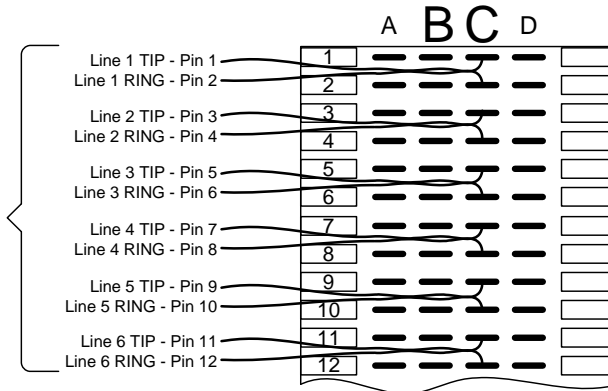 A B C D
Line 1 TIP - Pin 1
Line 1 RING - Pin 2
Line 2 TIP - Pin 3
Line 2 RING - Pin 4
Line 3 TIP - Pin 5
Line 3 RING - Pin 6
Line 4 TIP - Pin 7
Line 4 RING - Pin 8
Line 5 TIP - Pin 9
Line 5 RING - Pin 10
Line 6 TIP - Pin 11
Line 6 RING - Pin 12
1
2
3
4
5
6
7
8
9
10
11
12